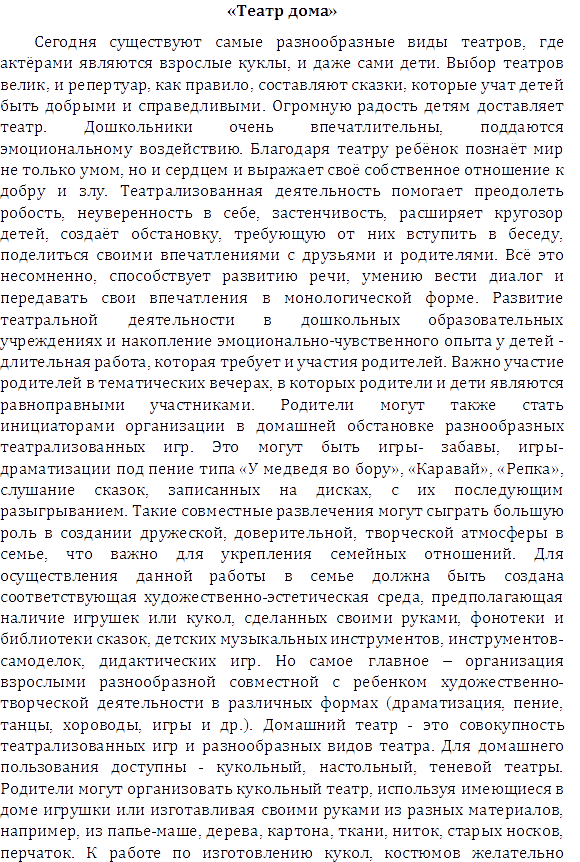 «Театр дома»
Сегодня существуют самые разнообразные виды театров, где
актёрами являются взрослые куклы, и даже сами дети. Выбор театров
велик, и репертуар, как правило, составляют сказки, которые учат детей
быть добрыми и справедливыми. Огромную радость детям доставляет
театр. Дошкольники очень впечатлительны, поддаются
эмоциональному воздействию. Благодаря театру ребёнок познаёт мир
не только умом, но и сердцем и выражает своё собственное отношение к
добру и злу. Театрализованная деятельность помогает преодолеть
робость, неуверенность в себе, застенчивость, расширяет кругозор
детей, создаёт обстановку, требующую от них вступить в беседу,
поделиться своими впечатлениями с друзьями и родителями. Всё это
несомненно, способствует развитию речи, умению вести диалог и
передавать свои впечатления в монологической форме. Развитие
театральной деятельности в дошкольных образовательных
учреждениях и накопление эмоционально-чувственного опыта у детей -
длительная работа, которая требует и участия родителей. Важно участие
родителей в тематических вечерах, в которых родители и дети являются
равноправными участниками. Родители могут также стать
инициаторами организации в домашней обстановке разнообразных
театрализованных игр. Это могут быть игры- забавы, игры-
драматизации под пение типа «У медведя во бору», «Каравай», «Репка»,
слушание сказок, записанных на дисках, с их последующим
разыгрыванием. Такие совместные развлечения могут сыграть большую
роль в создании дружеской, доверительной, творческой атмосферы в
семье, что важно для укрепления семейных отношений. Для
осуществления данной работы в семье должна быть создана
соответствующая художественно-эстетическая среда, предполагающая
наличие игрушек или кукол, сделанных своими руками, фонотеки и
библиотеки сказок, детских музыкальных инструментов, инструментов-
самоделок, дидактических игр. Но самое главное – организация
взрослыми разнообразной совместной с ребенком художественно-
творческой деятельности в различных формах (драматизация, пение,
танцы, хороводы, игры и др.). Домашний театр - это совокупность
театрализованных игр и разнообразных видов театра. Для домашнего
пользования доступны - кукольный, настольный, теневой театры.
Родители могут организовать кукольный театр, используя имеющиеся в
доме игрушки или изготавливая своими руками из разных материалов,
например, из папье-маше, дерева, картона, ткани, ниток, старых носков,
перчаток. К работе по изготовлению кукол, костюмов желательно